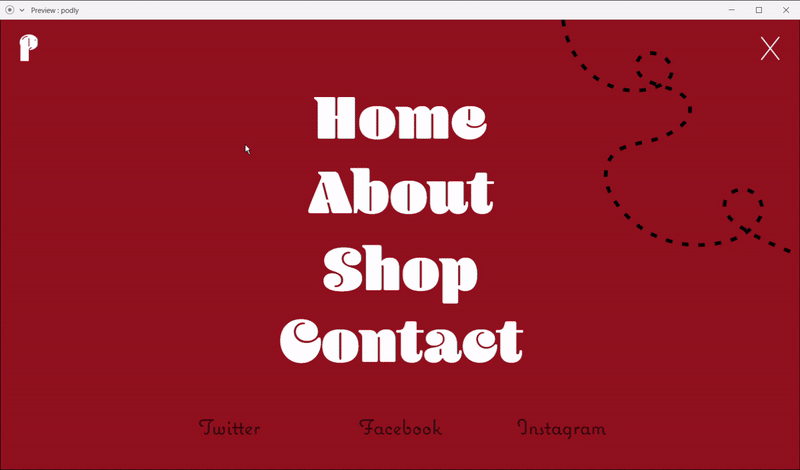 Preview : podly
P
X
Home
About
Shop
Contact
Twitter Facebook Instagram